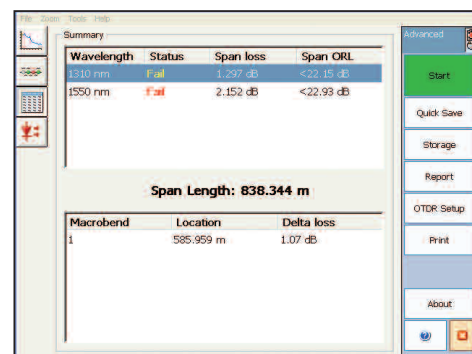 File Zoom Tools Help
Summary
Wavelength Status Span loss Span ORL
1310 nm Fail 1.297 dB <22.15 dB
1550 nm Fail 2.152 dB <22.93 dB
Span Length: 838.344 m
Macrobend Location Delta loss
1 585.959 m 1.07 dB
Advanced
Start
Quick Save
Storage
Report
OTDR Setup
Print
About